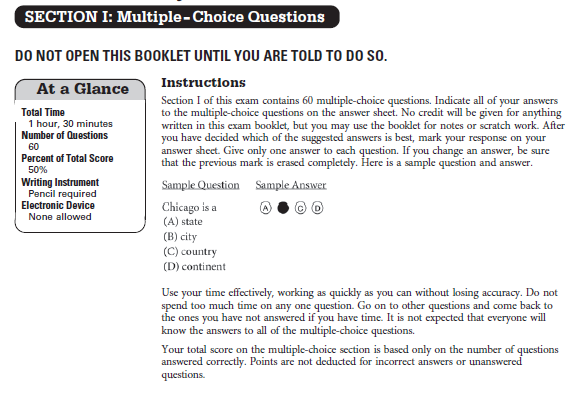 SECTION I: Multiple-Choice Questions
DO NOT OPEN THIS BOOKLET UNTIL YOU ARE TOLD TO DO SO.
At a Glance
Total Time
1 hour, 30 minutes
Number of Questions
60
Percent of Total Score
50%
Writing Instrument
Pencil required
Electronic Device
None allowed
Instructions
Section I of this exam contains 60 multiple-choice questions. Indicate all of your answers
to the multiple-choice questions on the answer sheet. No credit will be given for anything
written in this exam booklet, but you may use the booklet for notes or scratch work. After
you have decided which of the suggested answers is best, mark your response on your
answer sheet. Give only one answer to each question. If you change an answer, be sure
that the previous mark is erased completely. Here is a sample question and answer.
Sample Question Sample Answer
Chicago is a A C D
(A) state
(B) city
(C) country
(D) continent
Use your time effectively, working as quickly as you can without losing accuracy. Do not
spend too much time on any one question. Go on to other questions and come back to
the ones you have not answered if you have time. It is not expected that everyone will
know the answers to all of the multiple-choice questions.
Your total score on the multiple-choice section is based only on the number of questions
answered correctly. Points are not deducted for incorrect answers or unanswered
questions.